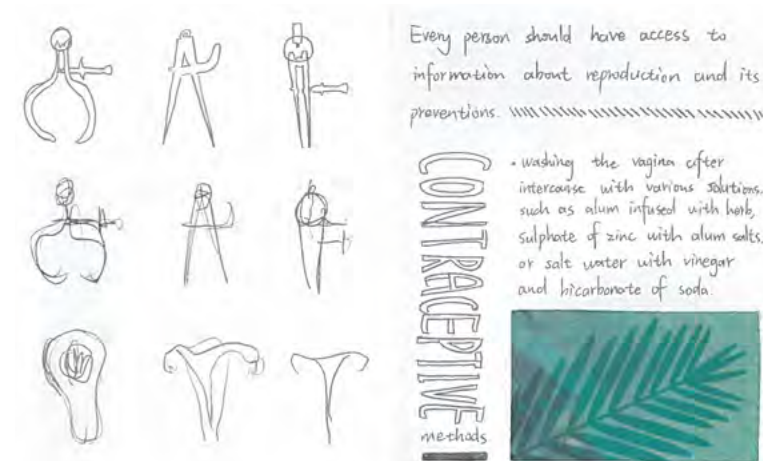 Every person should have access to
information about reproduction and its
preventions.
CONTRACEPTIVE
methods
• washing the vagina after
intercourse with various solutions,
such as alum infused with herb,
sulphate of zinc with alum salts,
or salt water with vinegar
and bicarbonate of soda.